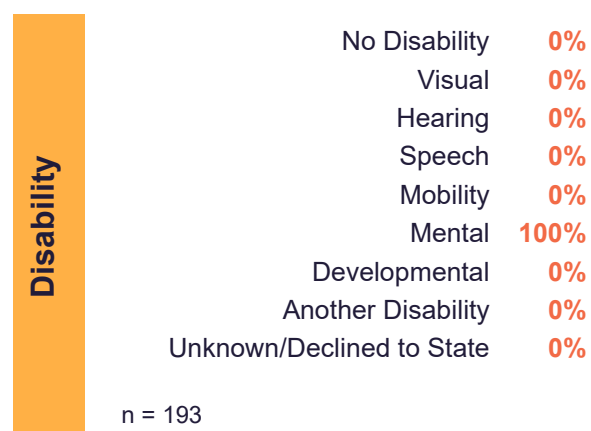 Disability
No Disability 0%
Visual 0%
Hearing 0%
Speech 0%
Mobility 0%
Mental 100%
Developmental 0%
Another Disability 0%
Unknown/Declined to State 0%
n = 193